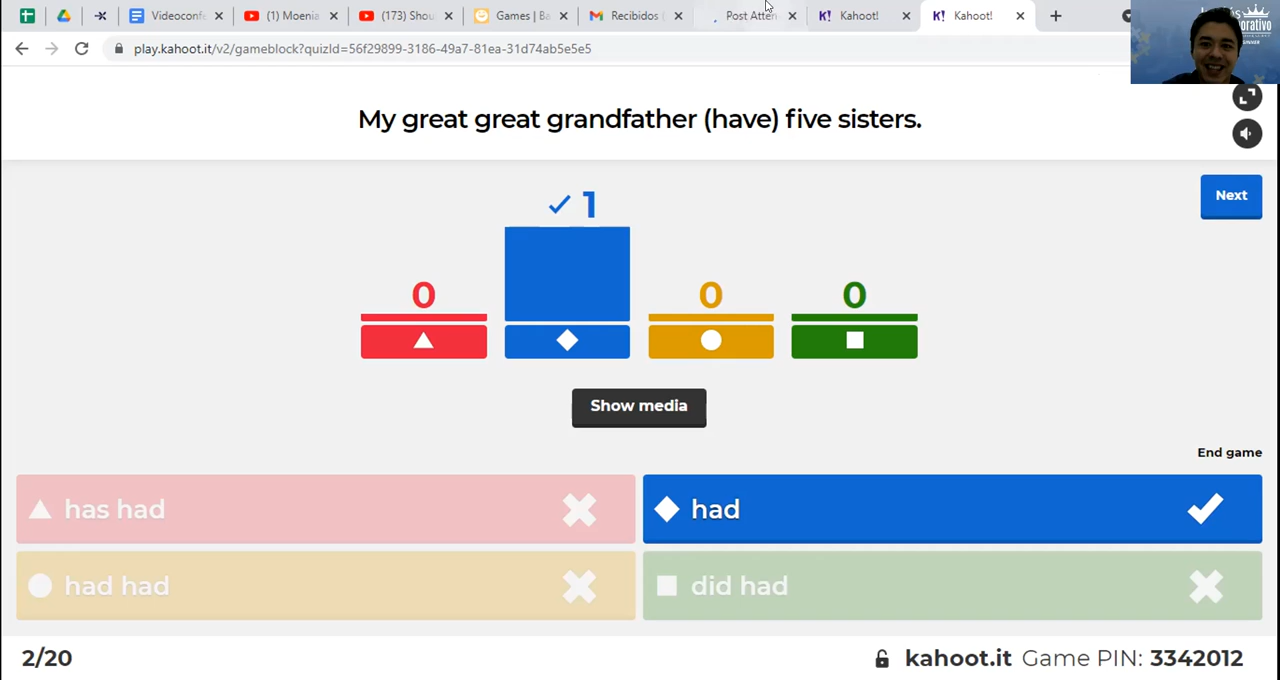 Videoconfe
(1) Moenia
(173) Shou
Games | Ba
Recibidos (
Post Atten
Kahoot!
Kahoot!
play.kahoot.it/v2/gameblock?quizId=56f29899-3186-49a7-81ea-31d74ab5e5e5
My great great grandfather (have) five sisters.
Next
0
1
0
0
Show media
End game
has had
had
had had
did had
2/20
kahoot.it Game PIN: 3342012